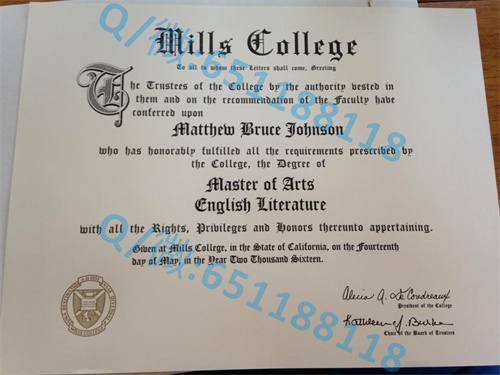 Mills College
To all to whom these Letters shall come, Greeting
The Trustees of the College by the authority vested in
them and on the recommendation of the Faculty have
conferred upon
Matthew Bruce Johnson
who has honorably fulfilled all the requirements prescribed by
the College, the Degree of
Master of Arts
English Literature
with all the Rights, Privileges and Honors thereunto appertaining.
Given at Mills College, in the State of California, on the Fourteenth
day of May, in the Year Two Thousand Sixteen.
Alecia A. DeCoudreaux
President of the College
Kathleen J. Burke
Chair of the Board of Trustees
Q/微:651188118
Q/微:651188118